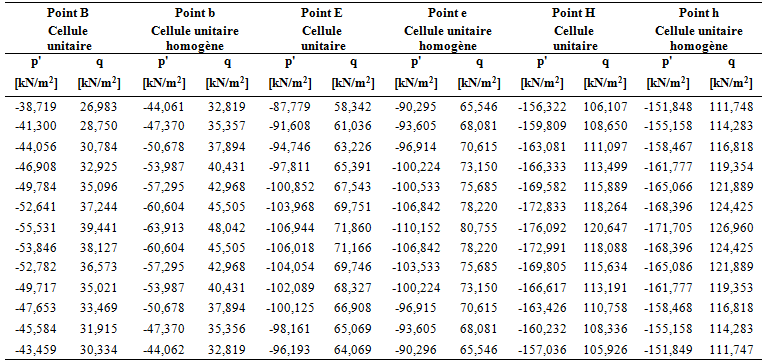 Point B Point b Point E Point e Point H Point h
Cellule Cellule unitaire Cellule Cellule unitaire Cellule Cellule unitaire
unitaire homogène unitaire homogène unitaire homogène
p' q p' q p' q p' q p' q p' q
[kN/m²] [kN/m²] [kN/m²] [kN/m²] [kN/m²] [kN/m²] [kN/m²] [kN/m²] [kN/m²] [kN/m²] [kN/m²] [kN/m²]
-38,719 26,983 -44,061 32,819 -87,779 58,342 -90,295 65,546 -156,322 106,107 -151,848 111,748
-41,300 28,750 -47,370 35,357 -91,608 61,036 -93,605 68,081 -159,809 108,650 -155,158 114,283
-44,056 30,784 -50,678 37,894 -94,746 63,226 -96,914 70,615 -163,081 111,097 -158,467 116,818
-46,908 32,925 -53,987 40,431 -97,811 65,391 -100,224 73,150 -166,333 113,499 -161,777 119,354
-49,784 35,096 -57,295 42,968 -100,852 67,543 -100,533 75,685 -169,582 115,889 -165,066 121,889
-52,641 37,244 -60,604 45,505 -103,968 69,751 -106,842 78,220 -172,833 118,264 -168,396 124,425
-55,531 39,441 -63,913 48,042 -106,944 71,860 -110,152 80,755 -176,092 120,647 -171,705 126,960
-53,846 38,127 -60,604 45,505 -106,018 71,166 -106,842 78,220 -172,991 118,088 -168,396 124,425
-52,782 36,573 -57,295 42,968 -104,054 69,746 -103,533 75,685 -169,805 115,634 -165,086 121,889
-49,717 35,021 -53,987 40,431 -102,089 68,327 -100,224 73,150 -166,617 113,191 -161,777 119,353
-47,653 33,469 -50,678 37,894 -100,125 66,908 -96,915 70,615 -163,426 110,758 -158,468 116,818
-45,584 31,915 -47,370 35,356 -98,161 65,069 -93,605 68,081 -160,232 108,336 -155,158 114,283
-43,459 30,334 -44,062 32,819 -96,193 64,069 -90,296 65,546 -157,036 105,926 -151,849 111,747